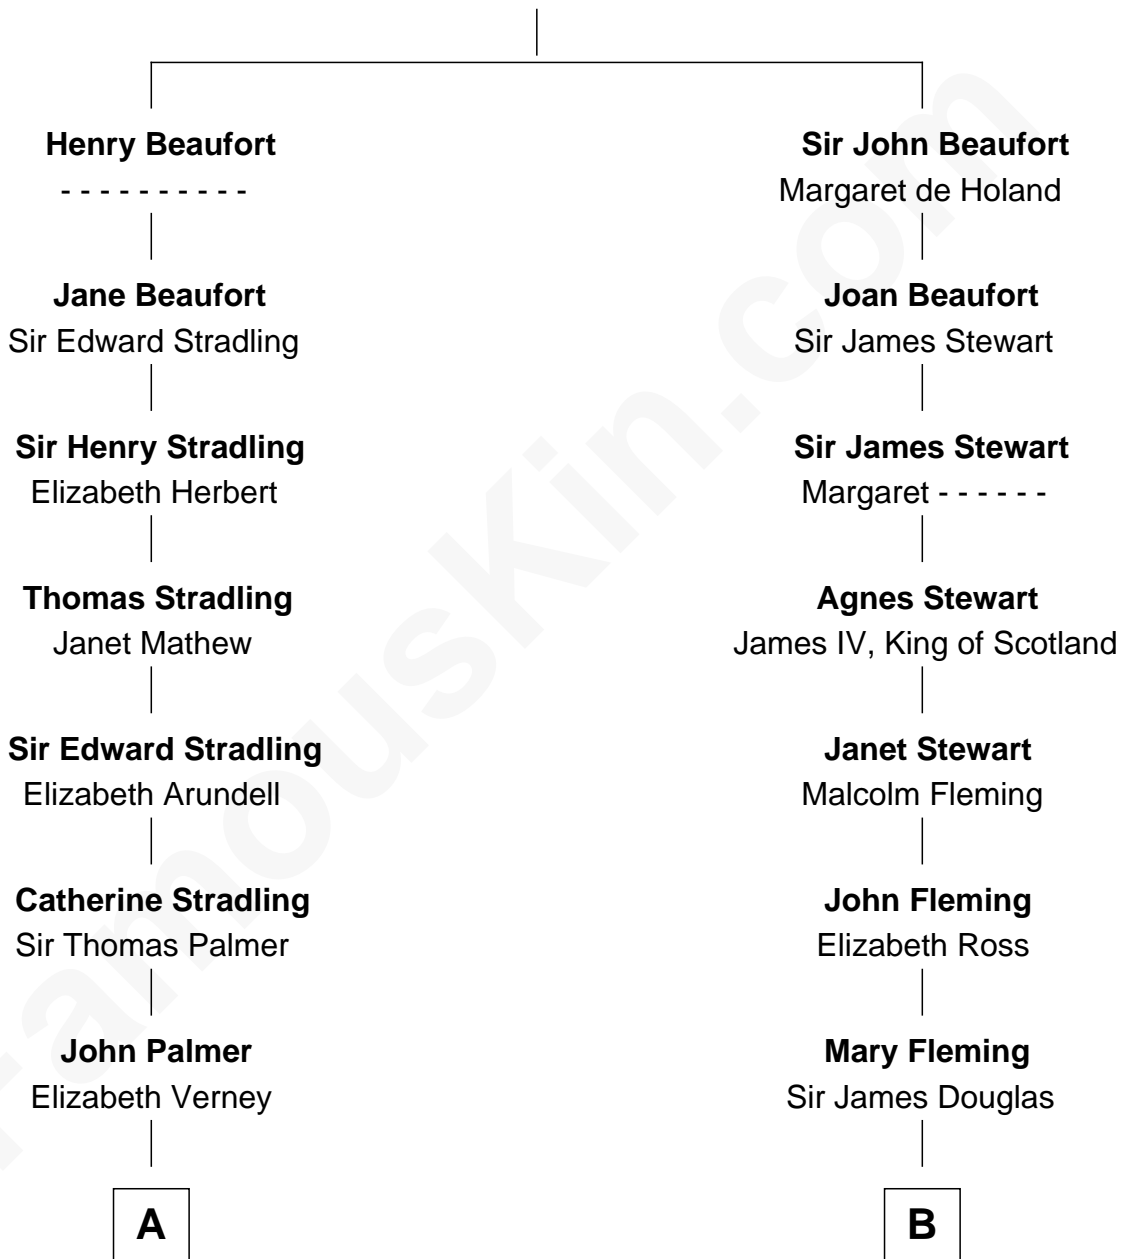 Henry Beaufort
- - - - - - - - - -
Jane Beaufort
Sir Edward Stradling
Sir Henry Stradling
Elizabeth Herbert
Thomas Stradling
Janet Mathew
Sir Edward Stradling
Elizabeth Arundell
Catherine Stradling
Sir Thomas Palmer
John Palmer
Elizabeth Verney
A
Sir John Beaufort
Margaret de Holand
Joan Beaufort
Sir James Stewart
Sir James Stewart
Margaret - - - - - -
Agnes Stewart
James IV, King of Scotland
Janet Stewart
Malcolm Fleming
John Fleming
Elizabeth Ross
Mary Fleming
Sir James Douglas
B
FamousKin.com